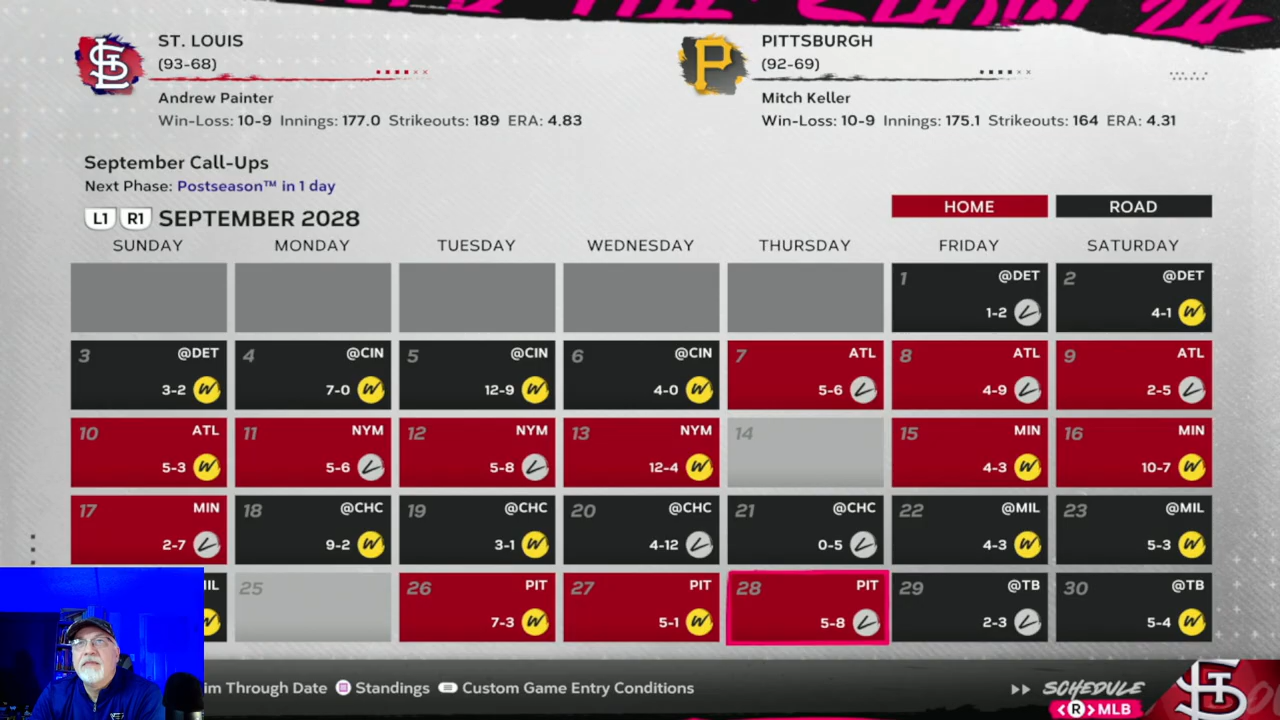 ST. LOUIS
(93-68)
Andrew Painter
Win-Loss: 10-9 Innings: 177.0 Strikeouts: 189 ERA: 4.83
PITTSBURGH
(92-69)
Mitch Keller
Win-Loss: 10-9 Innings: 175.1 Strikeouts: 164 ERA: 4.31
September Call-Ups
Next Phase: Postseason™ in 1 day
L1 R1 SEPTEMBER 2028
HOME ROAD
SUNDAY MONDAY TUESDAY WEDNESDAY THURSDAY FRIDAY SATURDAY
1 @DET 2 @DET
1-2 L 4-1 W
3 @DET 4 @CIN 5 @CIN 6 @CIN 7 ATL 8 ATL 9 ATL
3-2 W 7-0 W 12-9 W 4-0 W 5-6 L 4-9 L 2-5 L
10 ATL 11 NYM 12 NYM 13 NYM 14 15 MIN 16 MIN
5-3 W 5-6 L 5-8 L 12-4 W 4-3 W 10-7 W
17 MIN 18 @CHC 19 @CHC 20 @CHC 21 @CHC 22 @MIL 23 @MIL
2-7 L 9-2 W 3-1 W 4-12 L 0-5 L 4-3 W 5-3 W
IL 25 26 PIT 27 PIT 28 PIT 29 @TB 30 @TB
W 7-3 W 5-1 W 5-8 L 2-3 L 5-4 W
im Through Date Standings Custom Game Entry Conditions
SCHEDULE
R MLB